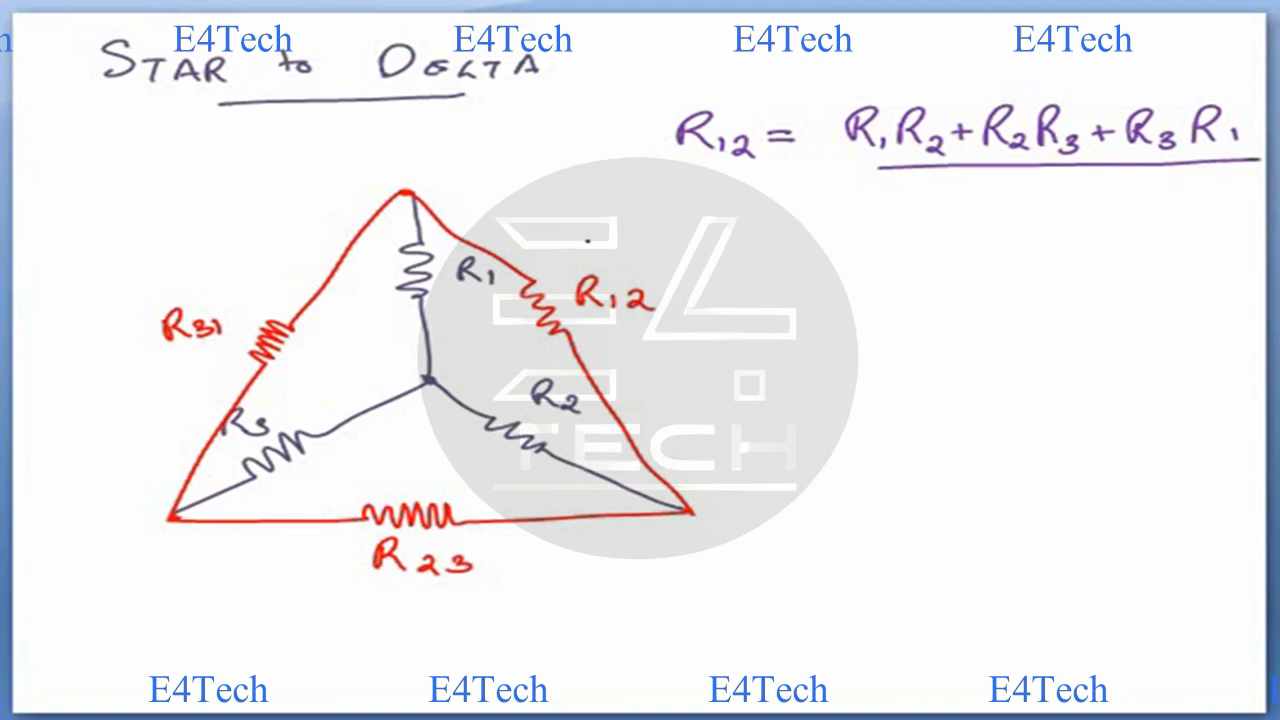 E4Tech E4Tech E4Tech E4Tech
STAR to DELTA
R12 = R1R2+R2R3+R3R1
R1
R12
R31
R2
R3
TECH
R23
E4Tech E4Tech E4Tech E4Tech